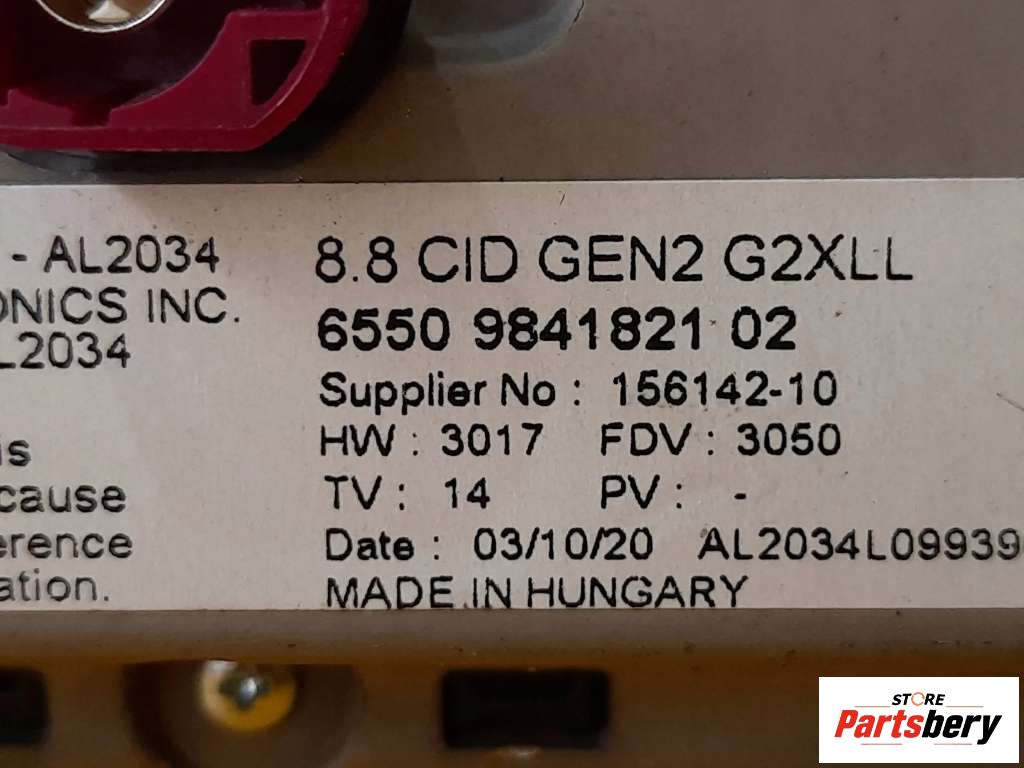 - AL2034
ONICS INC.
L2034
is
cause
erence
ation.
8.8 CID GEN2 G2XLL
6550 9841821 02
Supplier No : 156142-10
HW : 3017 FDV : 3050
TV : 14 PV : -
Date : 03/10/20 AL2034L09939
MADE IN HUNGARY
STORE
Partsbery